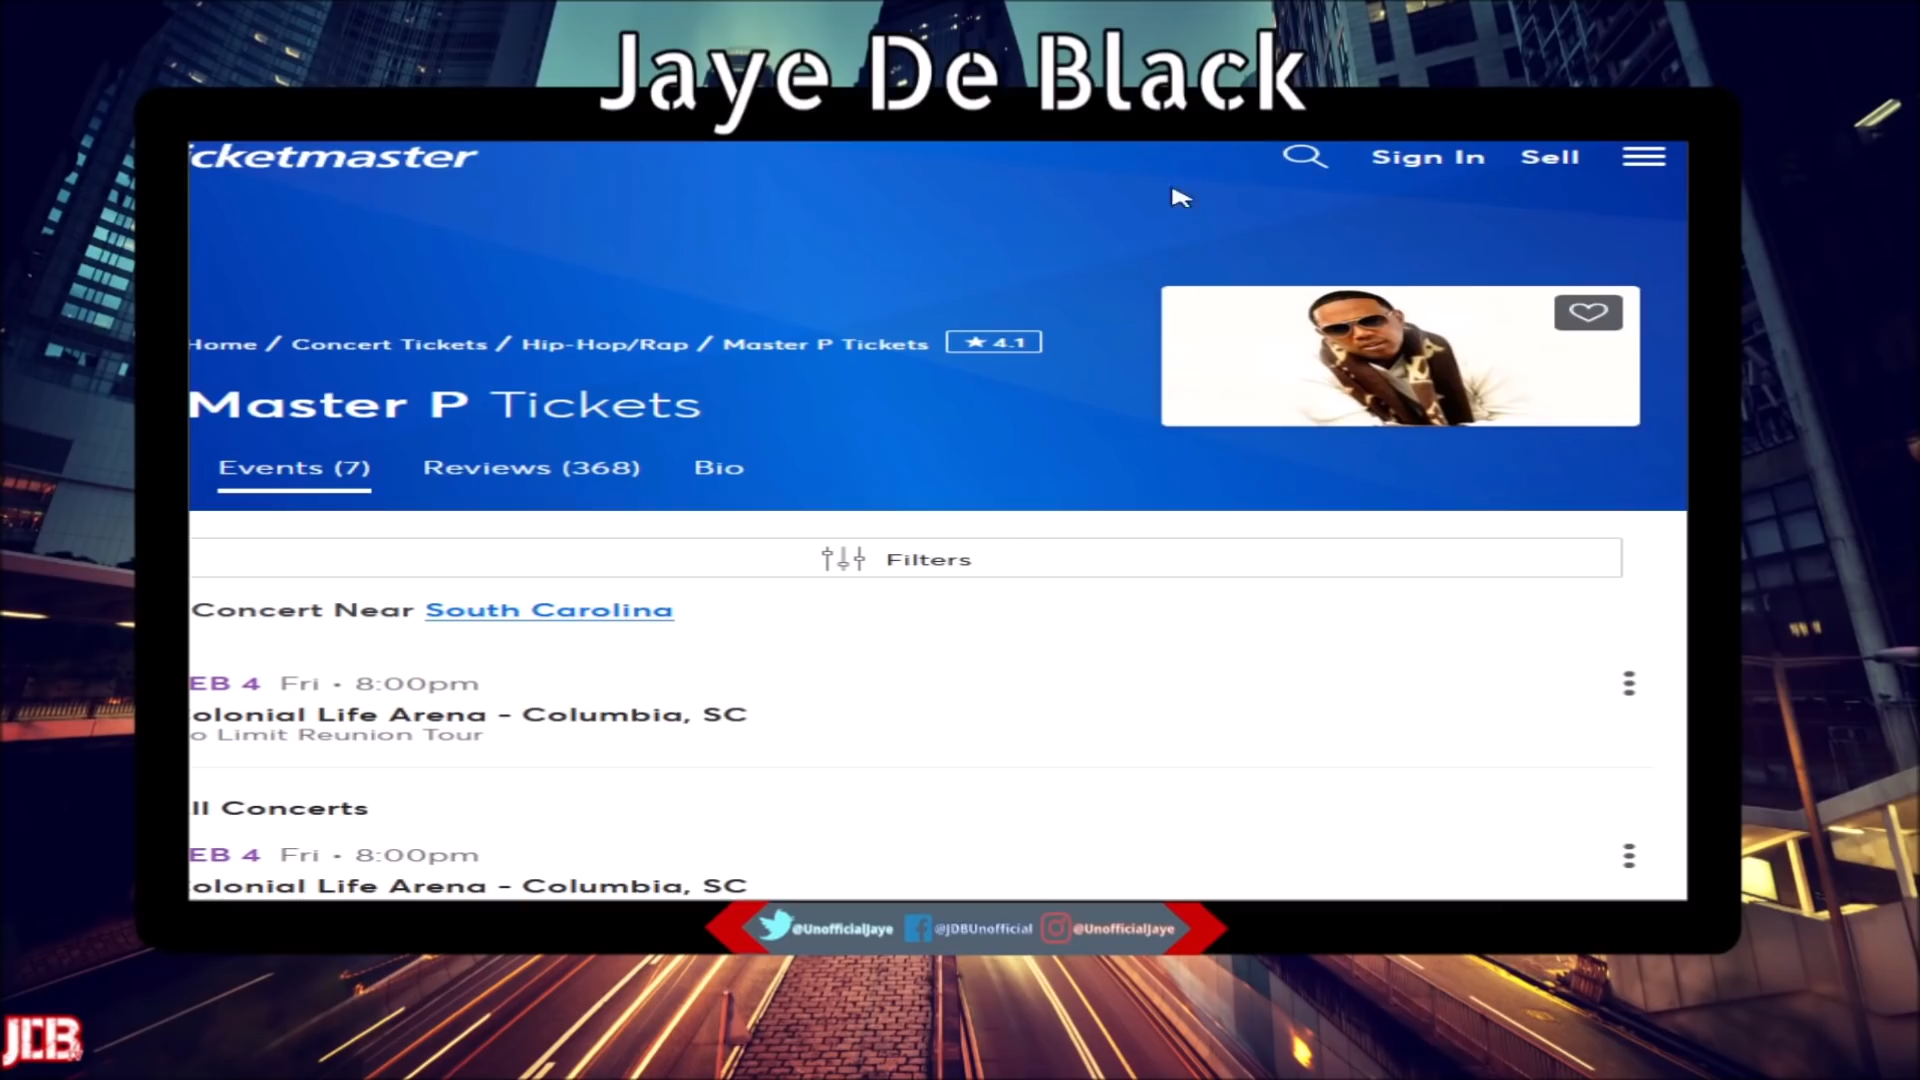 Jaye De Black
icketmaster
Sign In Sell
Home / Concert Tickets / Hip-Hop/Rap / Master P Tickets ★ 4.1
Master P Tickets
Events (7) Reviews (368) Bio
Filters
Concert Near South Carolina
EB 4 Fri • 8:00pm
olonial Life Arena - Columbia, SC
o Limit Reunion Tour
ll Concerts
EB 4 Fri • 8:00pm
olonial Life Arena - Columbia, SC
@UnofficialJaye @JDBUnofficial @UnofficialJaye